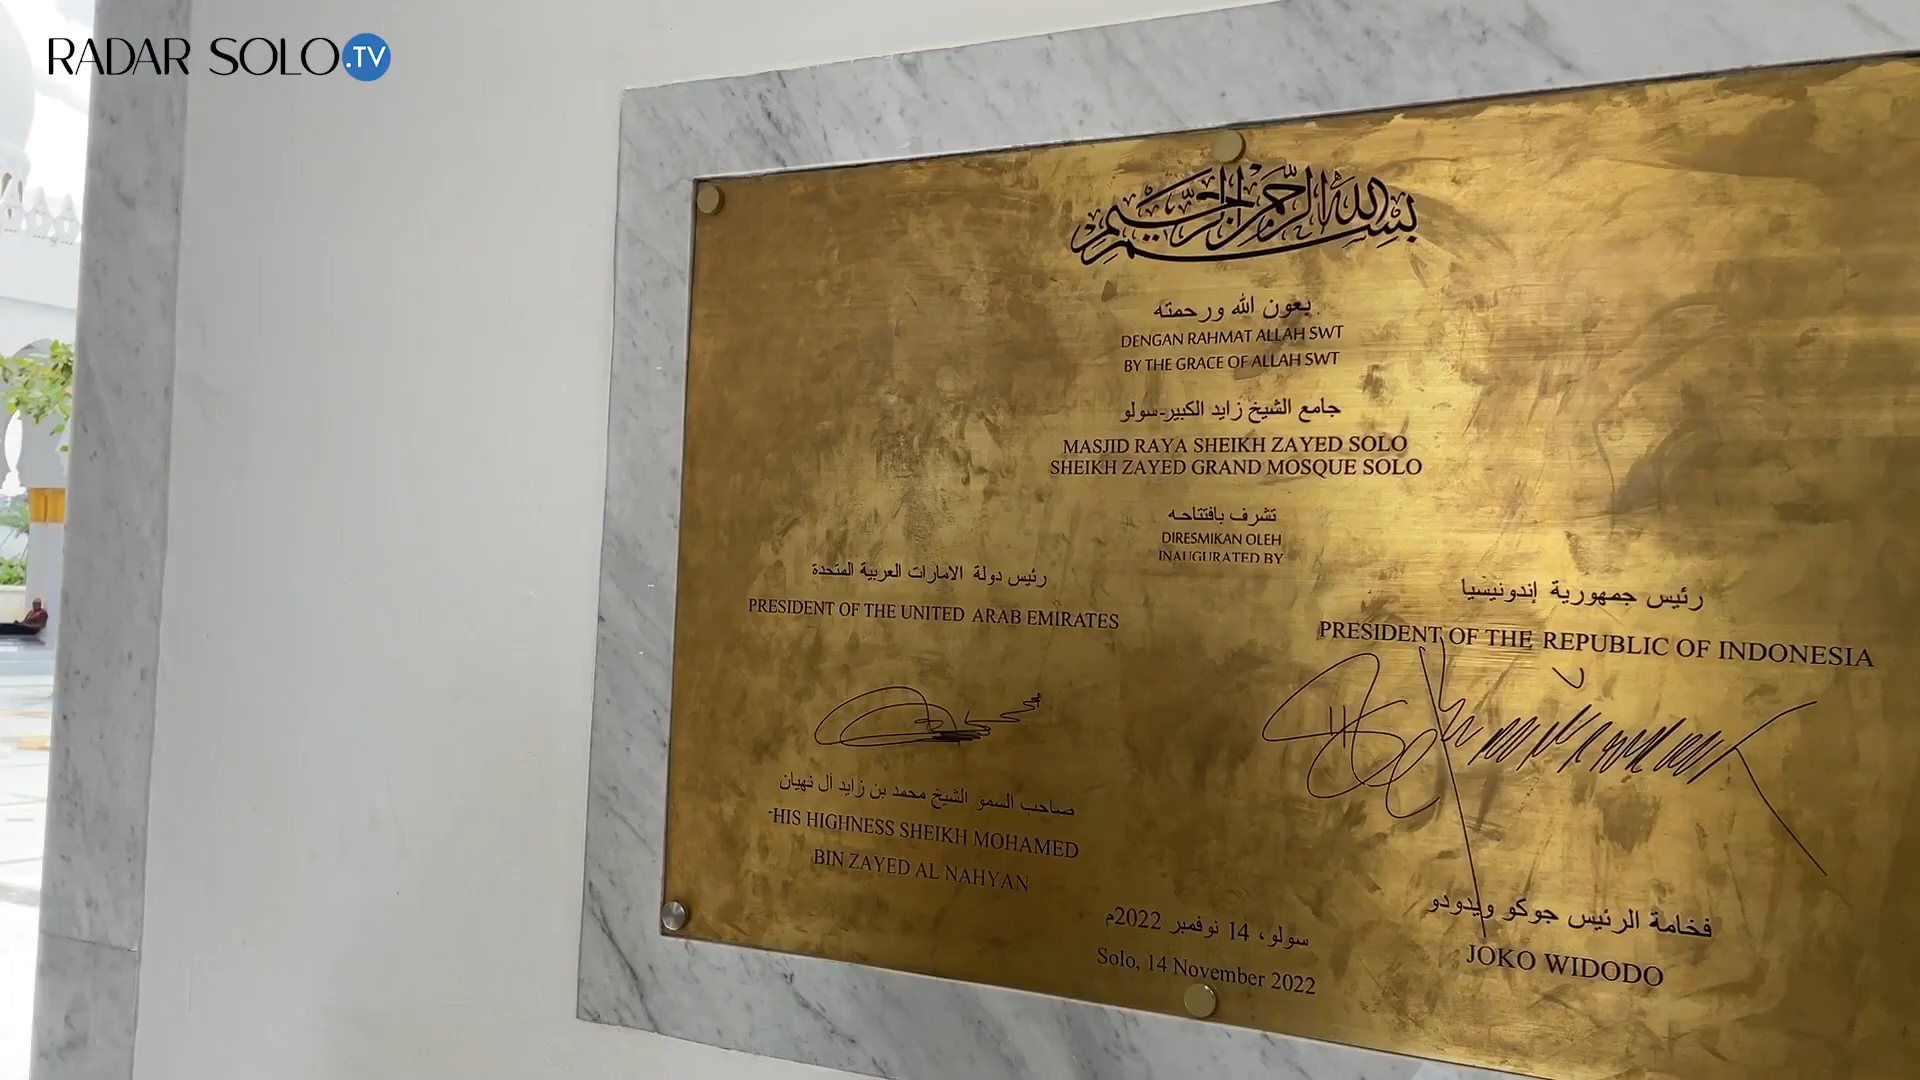 RADAR SOLO.TV
بسم الله الرحمن الرحيم
بعون الله ورحمته
DENGAN RAHMAT ALLAH SWT
BY THE GRACE OF ALLAH SWT
جامع الشيخ زايد الكبير-سولو
MASJID RAYA SHEIKH ZAYED SOLO
SHEIKH ZAYED GRAND MOSQUE SOLO
تشرف بافتتاحه
DIRESMIKAN OLEH
INAUGURATED BY
رئيس دولة الامارات العربية المتحدة
PRESIDENT OF THE UNITED ARAB EMIRATES
صاحب السمو الشيخ محمد بن زايد آل نهيان
HIS HIGHNESS SHEIKH MOHAMED
BIN ZAYED AL NAHYAN
رئيس جمهورية إندونيسيا
PRESIDENT OF THE REPUBLIC OF INDONESIA
فخامة الرئيس جوكو ويدودو
JOKO WIDODO
سولو، 14 نوفمبر 2022م
Solo, 14 November 2022